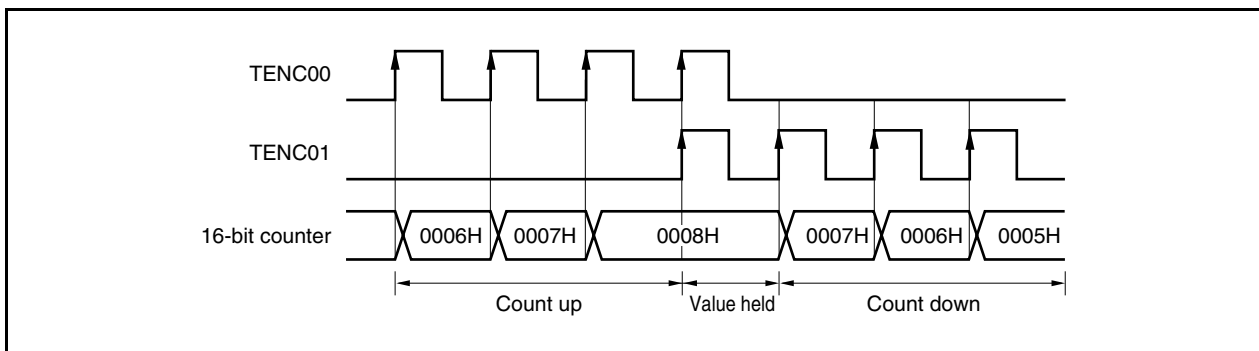 TENC00
TENC01
16-bit counter 0006H 0007H 0008H 0007H 0006H 0005H
Count up Value held Count down